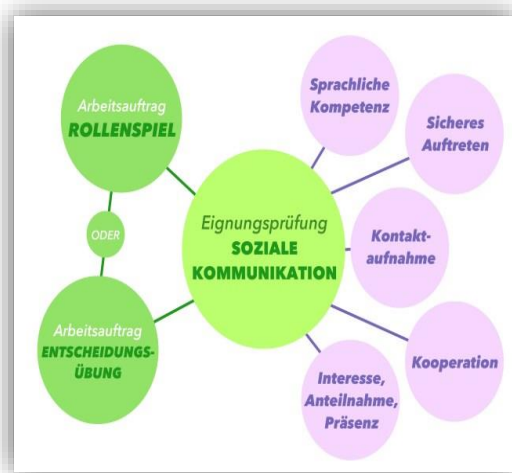 Arbeitsauftrag
ROLLENSPIEL
ODER
Arbeitsauftrag
ENTSCHEIDUNGS-
ÜBUNG
Eignungsprüfung
SOZIALE
KOMMUNIKATION
Sprachliche
Kompetenz
Sicheres
Auftreten
Kontakt-
aufnahme
Kooperation
Interesse,
Anteilnahme,
Präsenz